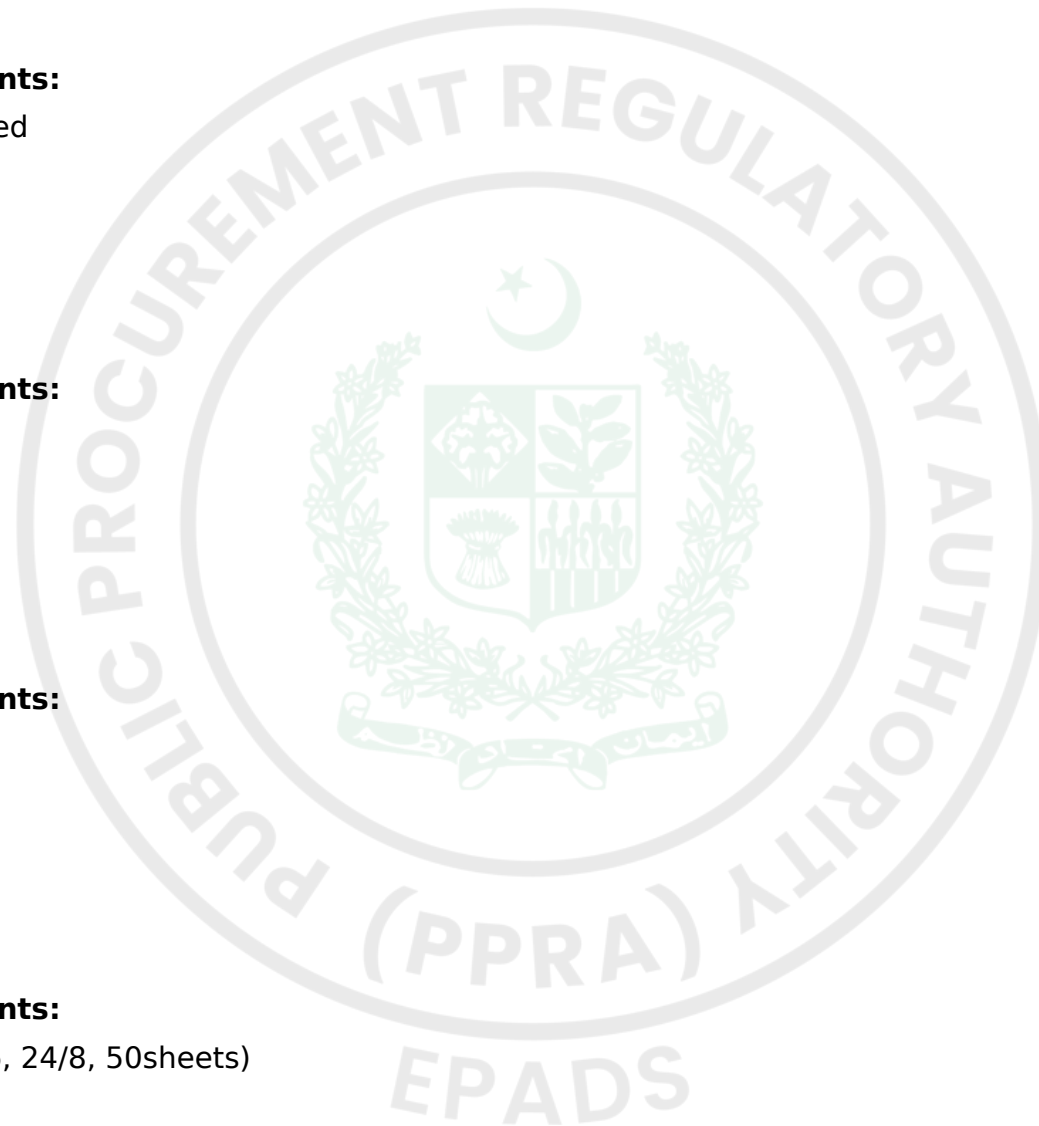 nts:
ed
nts:
nts:
nts:
, 24/8, 50sheets)
PUBLIC PROCUREMENT REGULATORY AUTHORITY
(PPRA)
EPADS